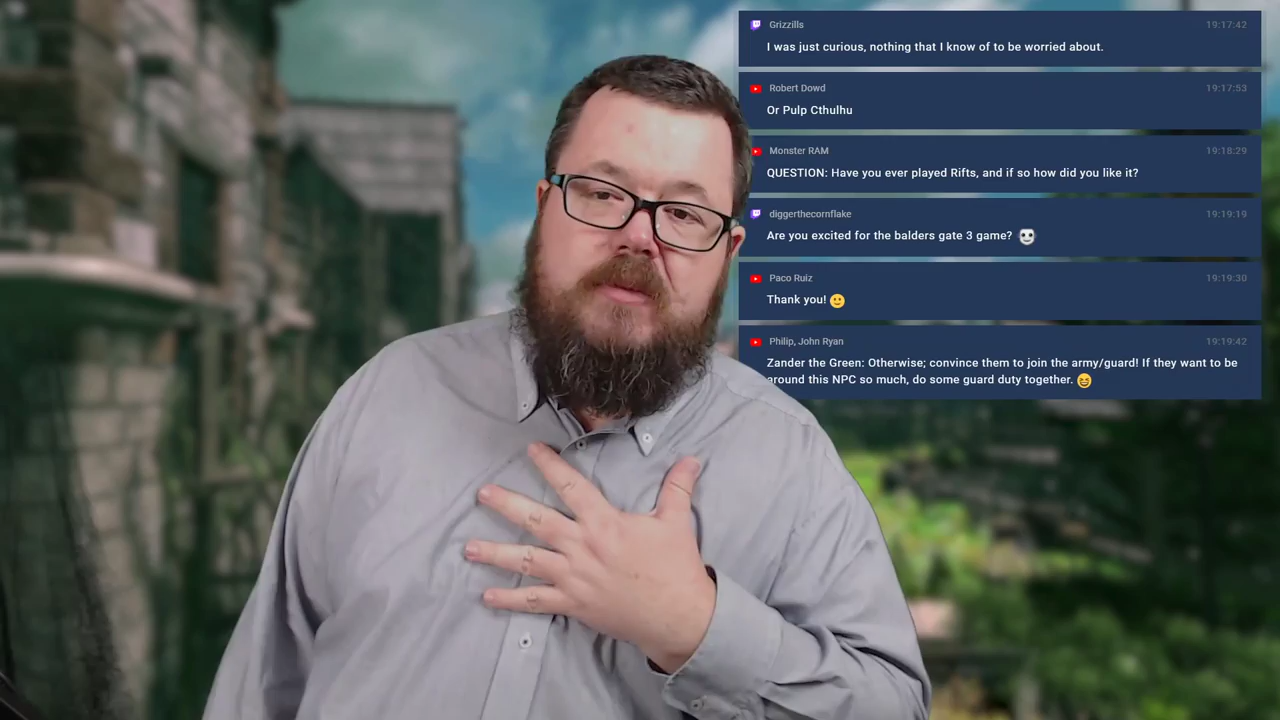 Grizzills 19:17:42
I was just curious, nothing that I know of to be worried about.
Robert Dowd 19:17:53
Or Pulp Cthulhu
Monster RAM 19:18:29
QUESTION: Have you ever played Rifts, and if so how did you like it?
diggerthecornflake 19:19:19
Are you excited for the balders gate 3 game?
Paco Ruiz 19:19:30
Thank you! 🙂
Philip, John Ryan 19:19:42
Zander the Green: Otherwise; convince them to join the army/guard! If they want to be
around this NPC so much, do some guard duty together. 😆